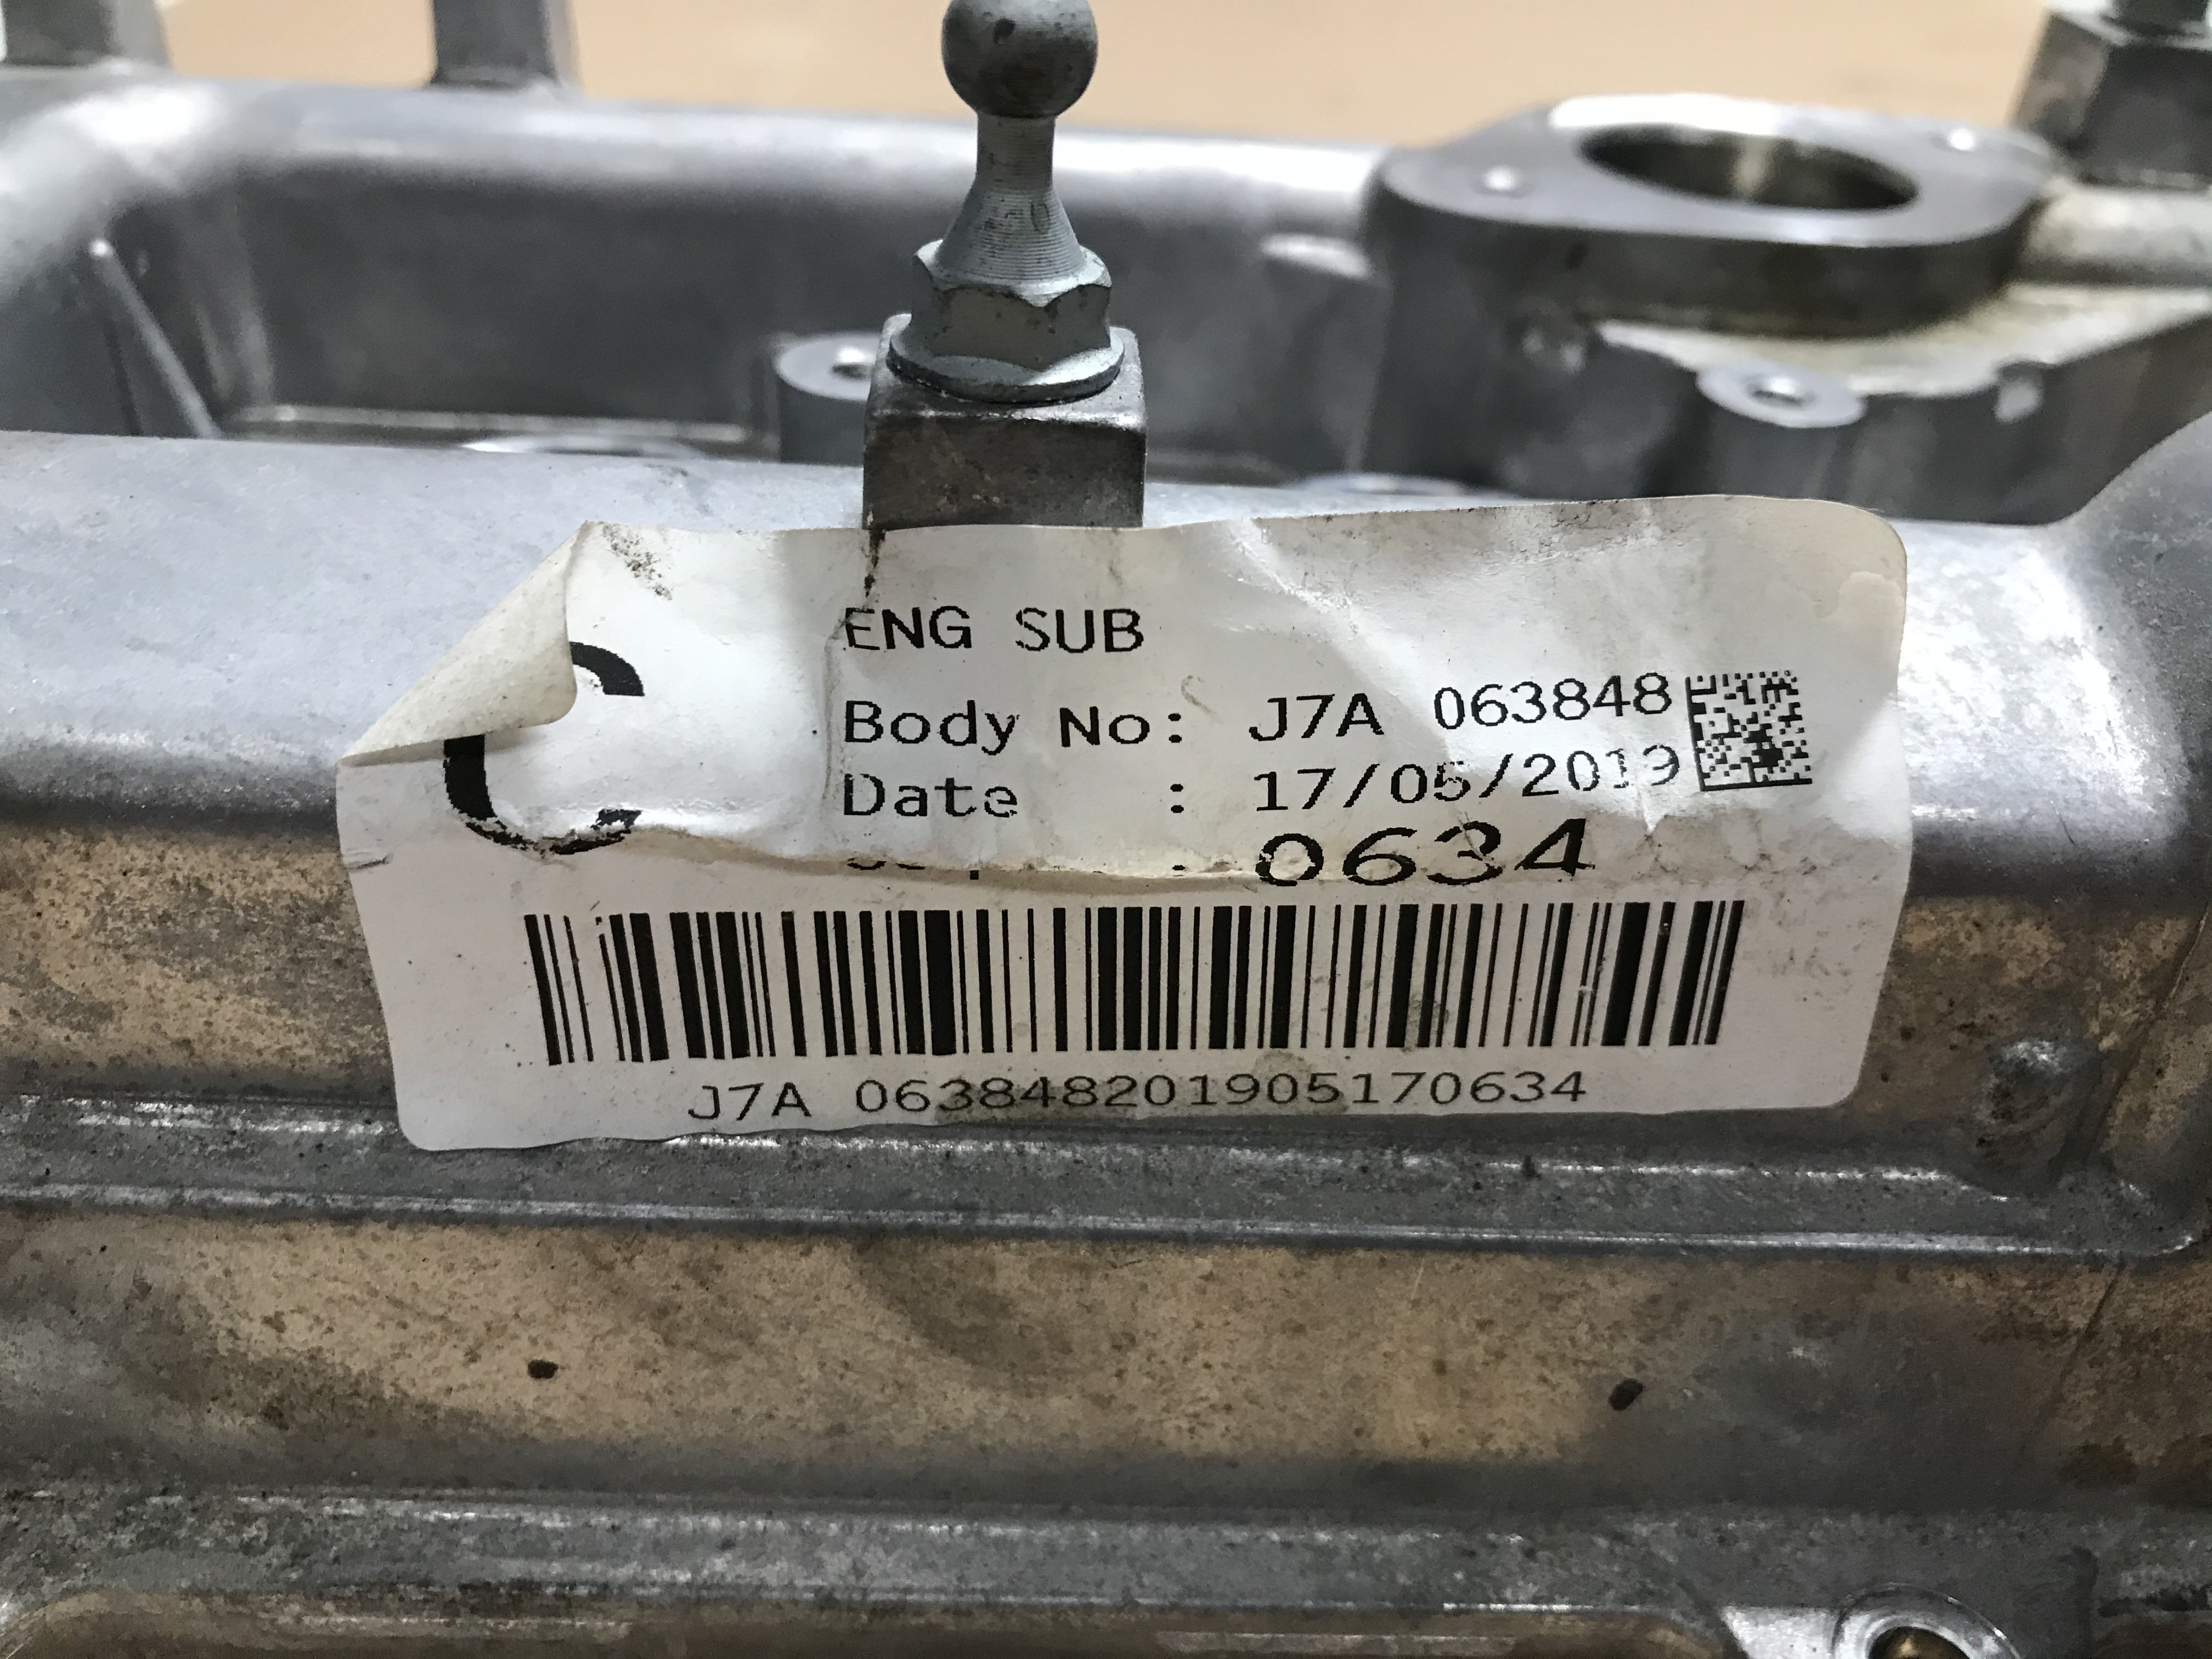 ENG SUB
Body No: J7A 063848
Date : 17/05/2019
: 0634
J7A 063848201905170634